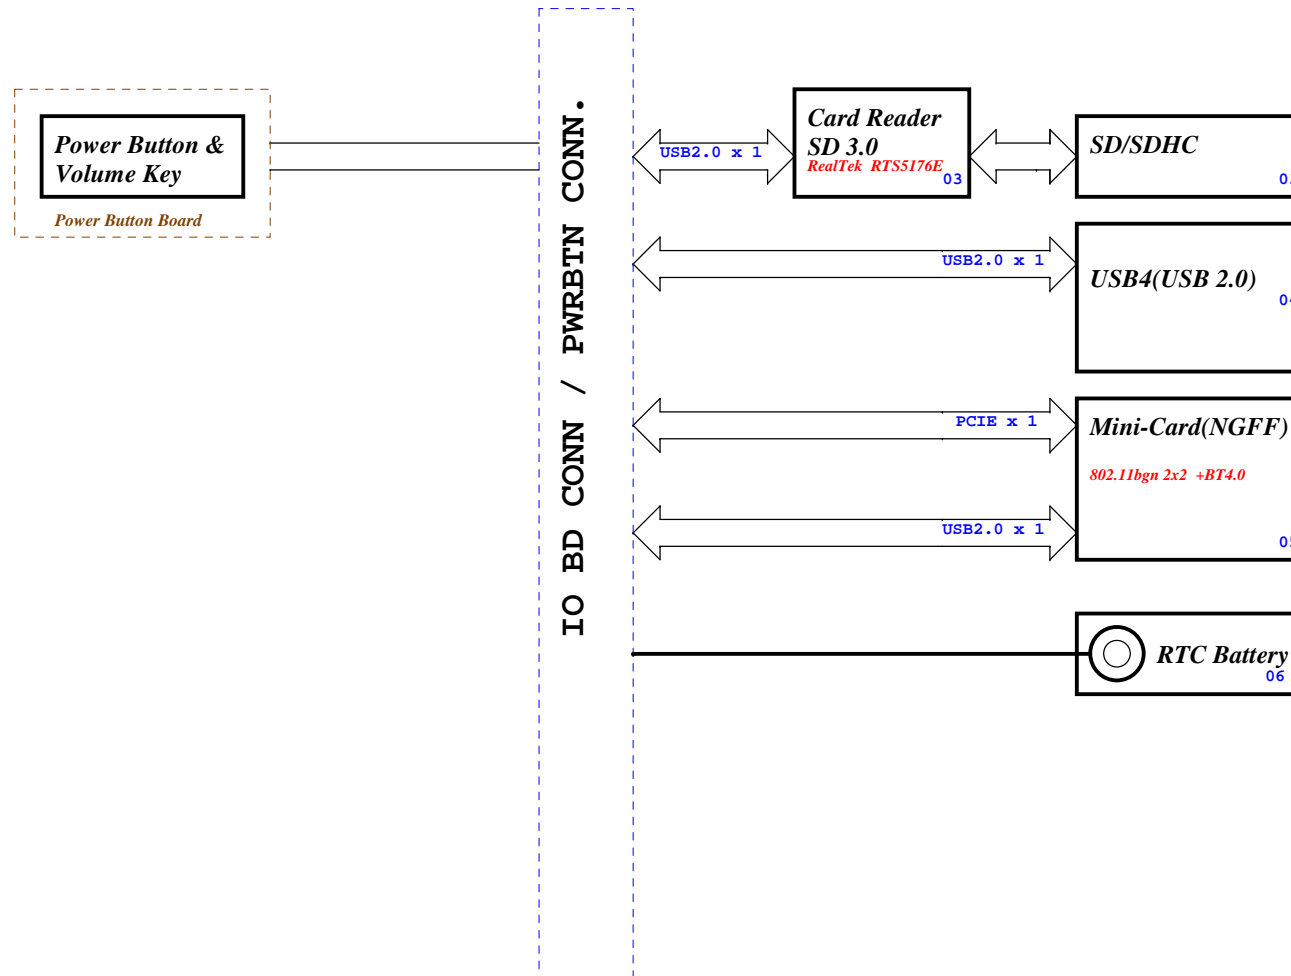 Power Button &
Volume Key
Power Button Board
IO BD CONN / PWRBTN CONN.
USB2.0 x 1
Card Reader
SD 3.0
RealTek RTS5176E
03
SD/SDHC
USB2.0 x 1
USB4(USB 2.0)
PCIE x 1
Mini-Card(NGFF)
802.11bgn 2x2 +BT4.0
USB2.0 x 1
RTC Battery
06